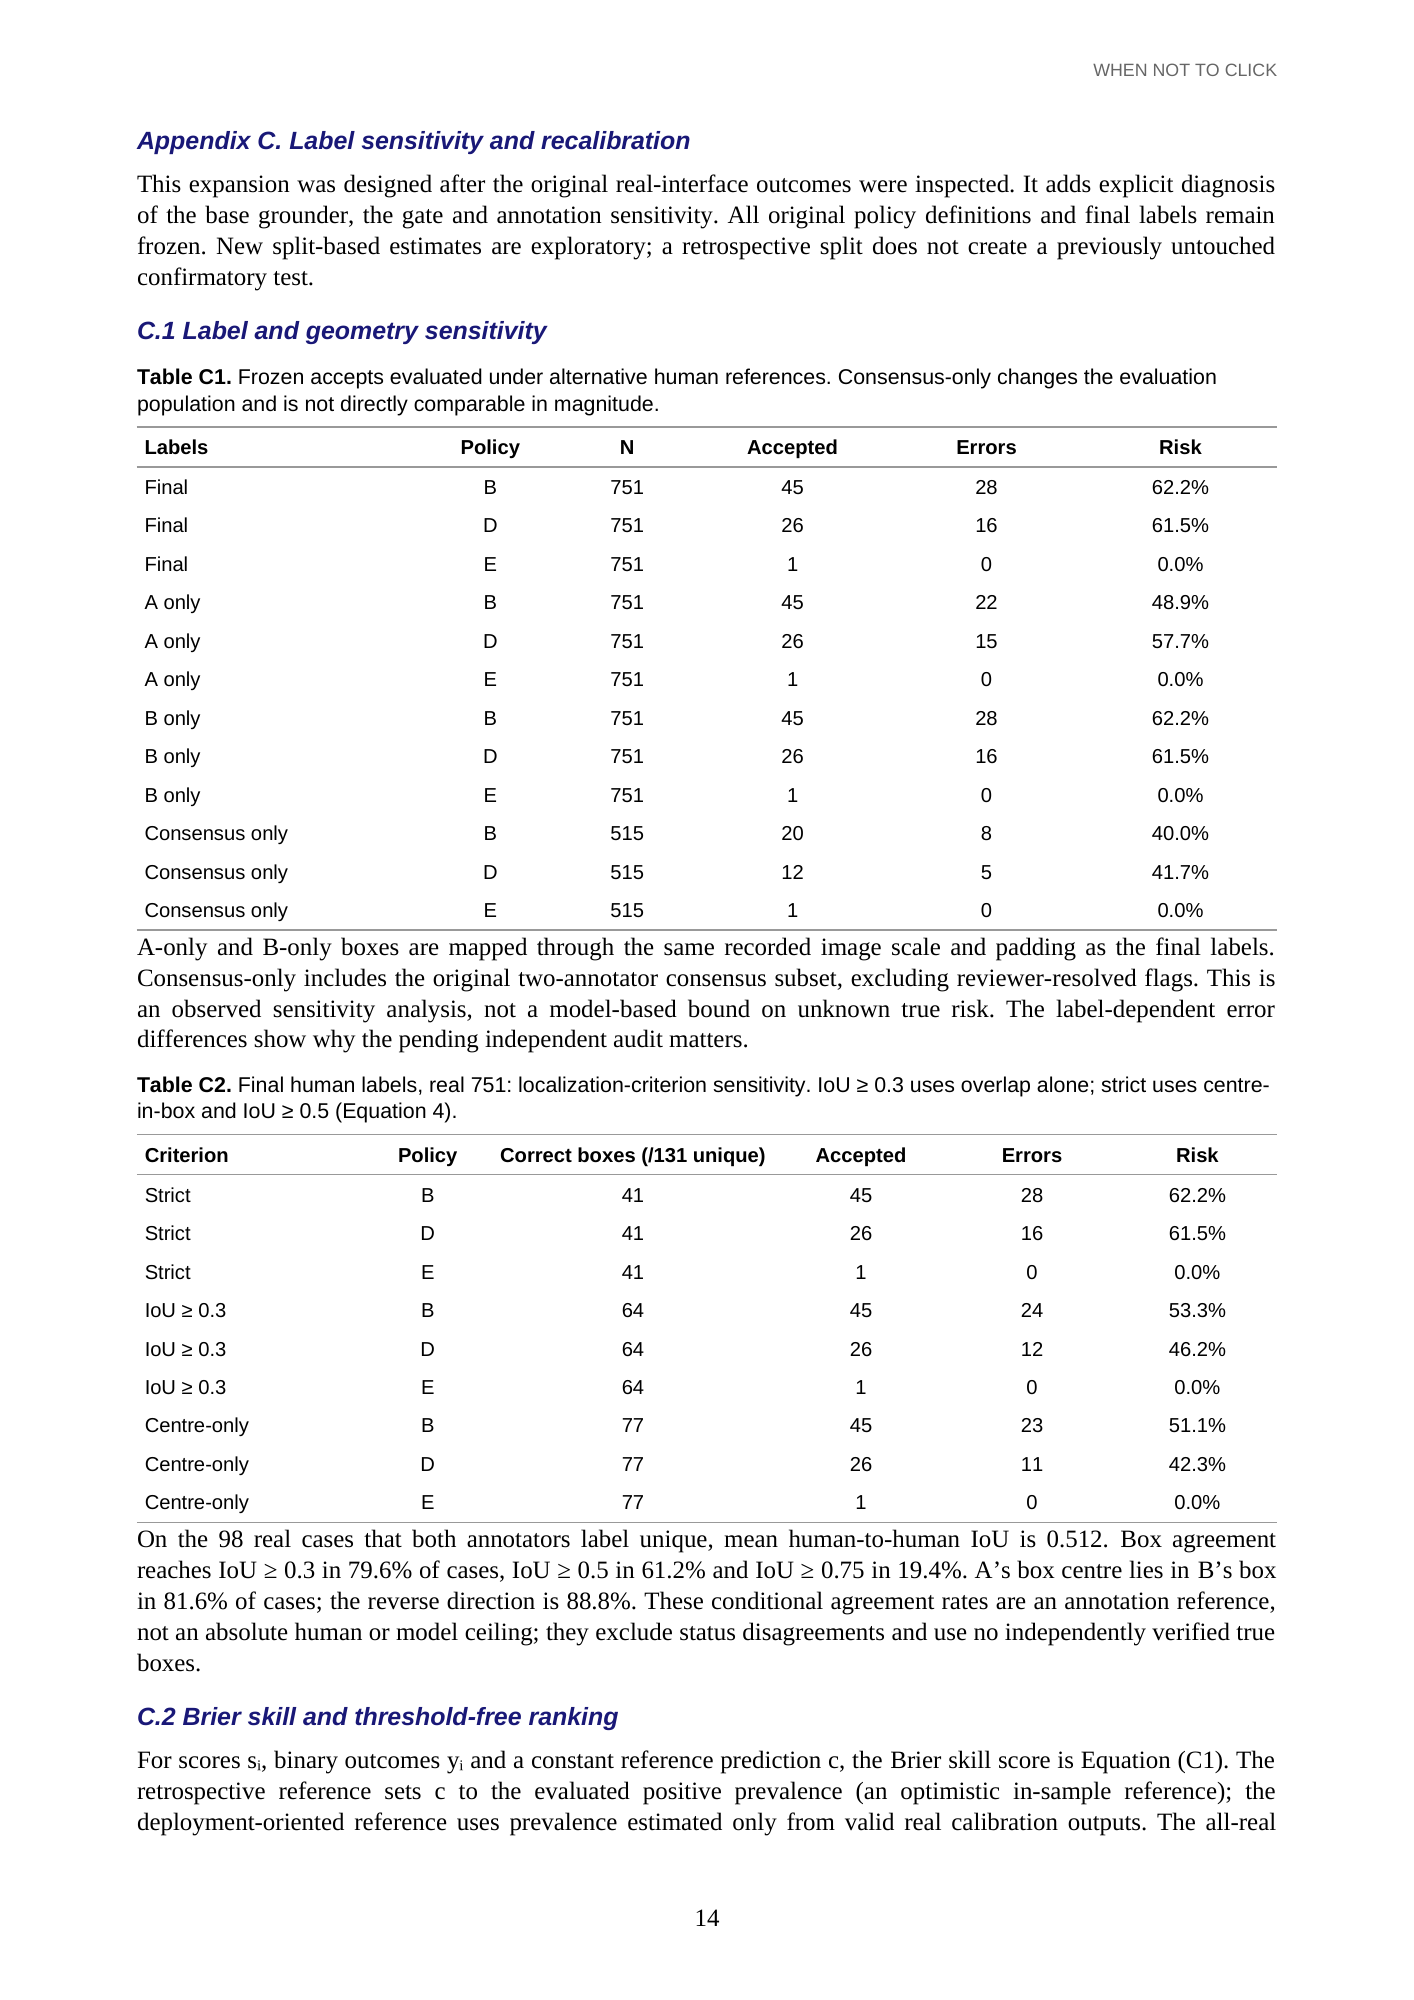 WHEN NOT TO CLICK
Appendix C. Label sensitivity and recalibration
This expansion was designed after the original real-interface outcomes were inspected. It adds explicit diagnosis
of the base grounder, the gate and annotation sensitivity. All original policy definitions and final labels remain
frozen. New split-based estimates are exploratory; a retrospective split does not create a previously untouched
confirmatory test.
C.1 Label and geometry sensitivity
Table C1. Frozen accepts evaluated under alternative human references. Consensus-only changes the evaluation
population and is not directly comparable in magnitude.
Labels Policy N Accepted Errors Risk
Final B 751 45 28 62.2%
Final D 751 26 16 61.5%
Final E 751 1 0 0.0%
A only B 751 45 22 48.9%
A only D 751 26 15 57.7%
A only E 751 1 0 0.0%
B only B 751 45 28 62.2%
B only D 751 26 16 61.5%
B only E 751 1 0 0.0%
Consensus only B 515 20 8 40.0%
Consensus only D 515 12 5 41.7%
Consensus only E 515 1 0 0.0%
A-only and B-only boxes are mapped through the same recorded image scale and padding as the final labels.
Consensus-only includes the original two-annotator consensus subset, excluding reviewer-resolved flags. This is
an observed sensitivity analysis, not a model-based bound on unknown true risk. The label-dependent error
differences show why the pending independent audit matters.
Table C2. Final human labels, real 751: localization-criterion sensitivity. IoU ≥ 0.3 uses overlap alone; strict uses centre-
in-box and IoU ≥ 0.5 (Equation 4).
Criterion Policy Correct boxes (/131 unique) Accepted Errors Risk
Strict B 41 45 28 62.2%
Strict D 41 26 16 61.5%
Strict E 41 1 0 0.0%
IoU ≥ 0.3 B 64 45 24 53.3%
IoU ≥ 0.3 D 64 26 12 46.2%
IoU ≥ 0.3 E 64 1 0 0.0%
Centre-only B 77 45 23 51.1%
Centre-only D 77 26 11 42.3%
Centre-only E 77 1 0 0.0%
On the 98 real cases that both annotators label unique, mean human-to-human IoU is 0.512. Box agreement
reaches IoU ≥ 0.3 in 79.6% of cases, IoU ≥ 0.5 in 61.2% and IoU ≥ 0.75 in 19.4%. A’s box centre lies in B’s box
in 81.6% of cases; the reverse direction is 88.8%. These conditional agreement rates are an annotation reference,
not an absolute human or model ceiling; they exclude status disagreements and use no independently verified true
boxes.
C.2 Brier skill and threshold-free ranking
For scores sᵢ, binary outcomes yᵢ and a constant reference prediction c, the Brier skill score is Equation (C1). The
retrospective reference sets c to the evaluated positive prevalence (an optimistic in-sample reference); the
deployment-oriented reference uses prevalence estimated only from valid real calibration outputs. The all-real
14